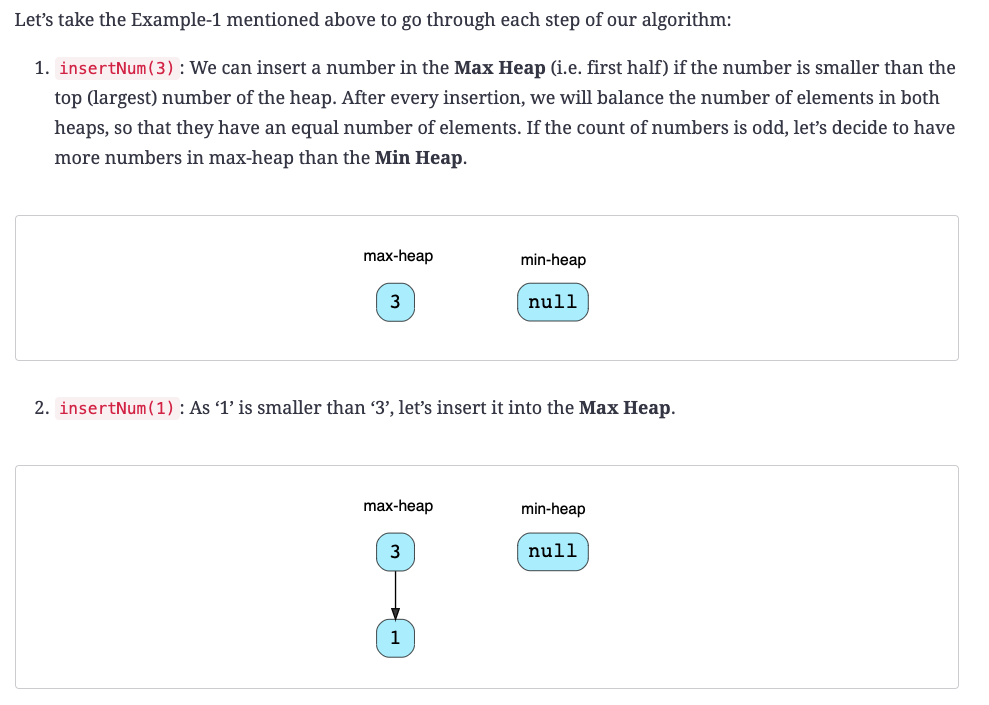 Let’s take the Example-1 mentioned above to go through each step of our algorithm:
1. insertNum(3) : We can insert a number in the Max Heap (i.e. first half) if the number is smaller than the
top (largest) number of the heap. After every insertion, we will balance the number of elements in both
heaps, so that they have an equal number of elements. If the count of numbers is odd, let’s decide to have
more numbers in max-heap than the Min Heap.
max-heap min-heap
3 null
2. insertNum(1) : As ‘1’ is smaller than ‘3’, let’s insert it into the Max Heap.
max-heap min-heap
3 null
1